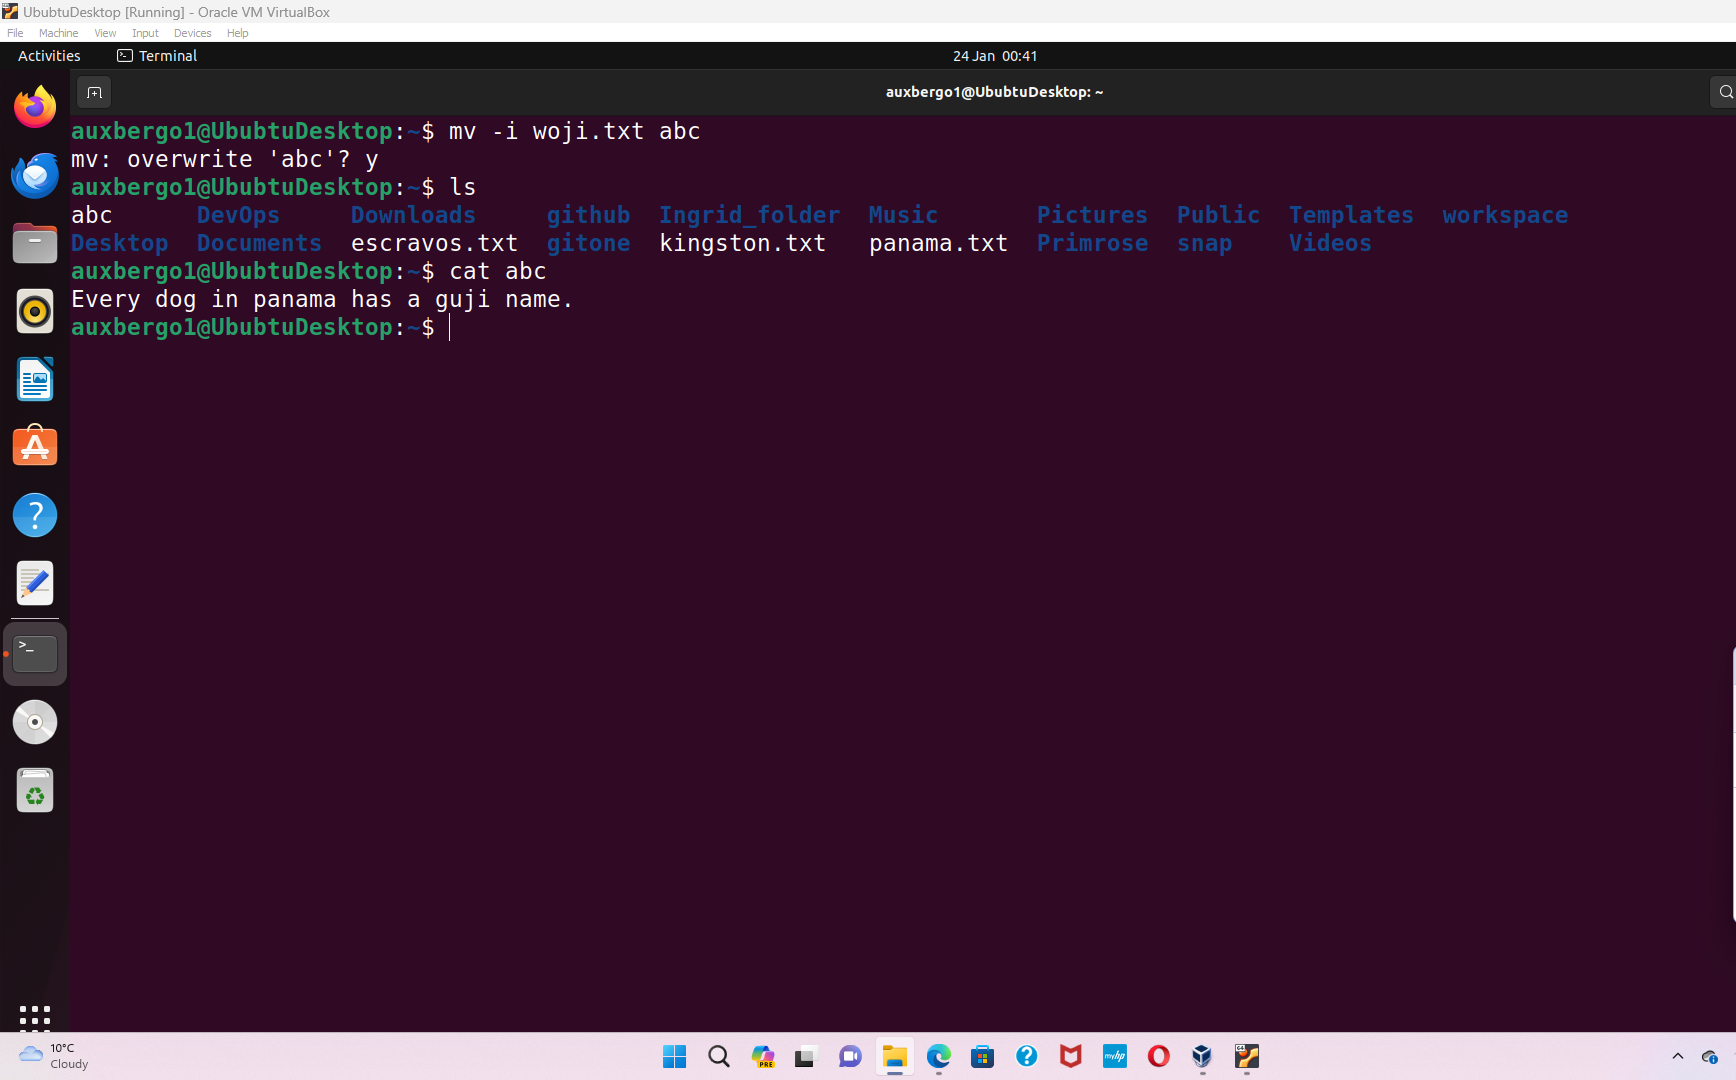 UbubtuDesktop [Running] - Oracle VM VirtualBox
File Machine View Input Devices Help
Activities Terminal 24 Jan 00:41
auxbergo1@UbubtuDesktop: ~
auxbergo1@UbubtuDesktop:~$ mv -i woji.txt abc
mv: overwrite 'abc'? y
auxbergo1@UbubtuDesktop:~$ ls
abc DevOps Downloads github Ingrid_folder Music Pictures Public Templates workspace
Desktop Documents escravos.txt gitone kingston.txt panama.txt Primrose snap Videos
auxbergo1@UbubtuDesktop:~$ cat abc
Every dog in panama has a guji name.
auxbergo1@UbubtuDesktop:~$
>_
10°C
Cloudy
PRE
myhp
64